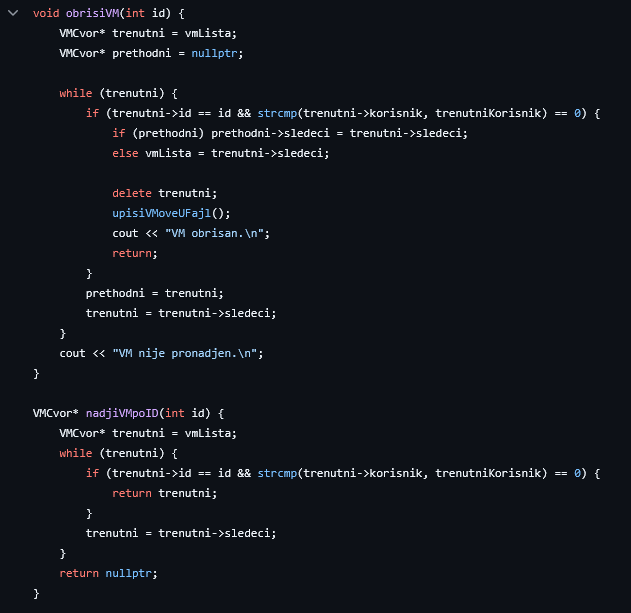 void obrisiVM(int id) {
    VMCvor* trenutni = vmLista;
    VMCvor* prethodni = nullptr;

    while (trenutni) {
        if (trenutni->id == id && strcmp(trenutni->korisnik, trenutniKorisnik) == 0) {
            if (prethodni) prethodni->sledeci = trenutni->sledeci;
            else vmLista = trenutni->sledeci;

            delete trenutni;
            upisiVMoveUFajl();
            cout << "VM obrisan.\n";
            return;
        }
        prethodni = trenutni;
        trenutni = trenutni->sledeci;
    }
    cout << "VM nije pronadjen.\n";
}

VMCvor* nadjiVMpoID(int id) {
    VMCvor* trenutni = vmLista;
    while (trenutni) {
        if (trenutni->id == id && strcmp(trenutni->korisnik, trenutniKorisnik) == 0) {
            return trenutni;
        }
        trenutni = trenutni->sledeci;
    }
    return nullptr;
}